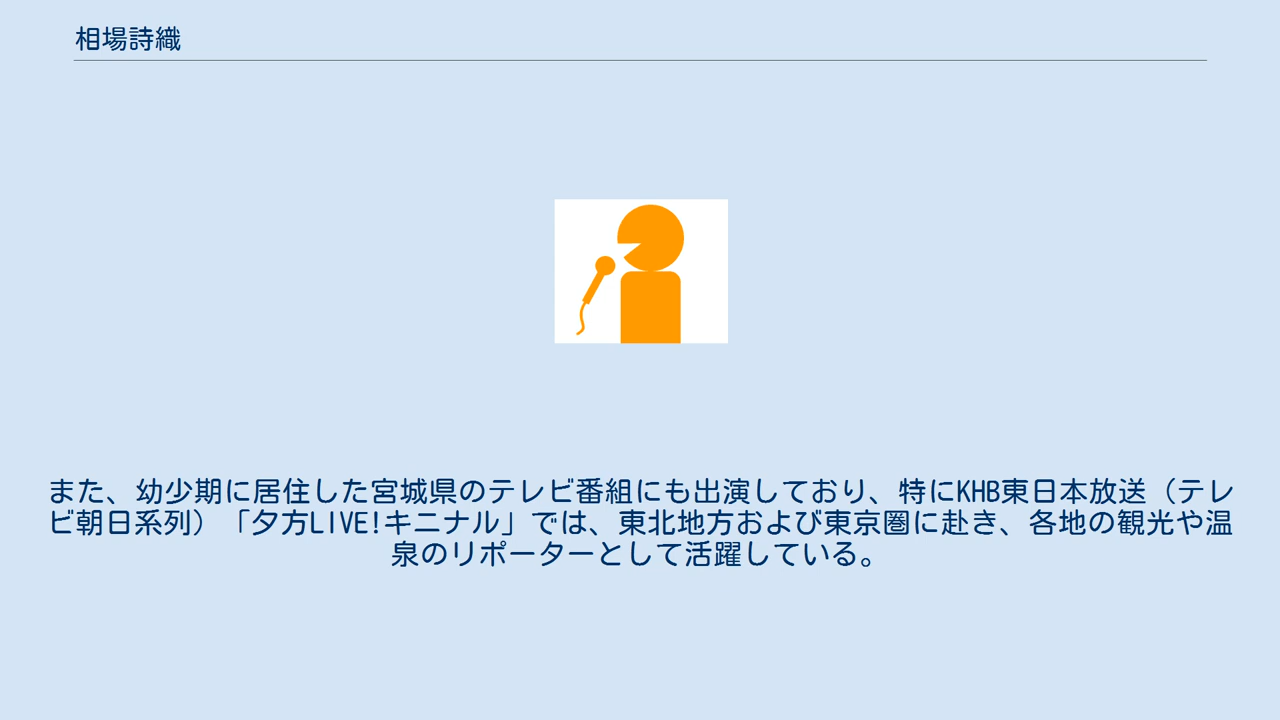 相場詩織
また、幼少期に居住した宮城県のテレビ番組にも出演しており、特にKHB東日本放送（テレ
ビ朝日系列）「夕方LIVE!キニナル」では、東北地方および東京圏に赴き、各地の観光や温
泉のリポーターとして活躍している。